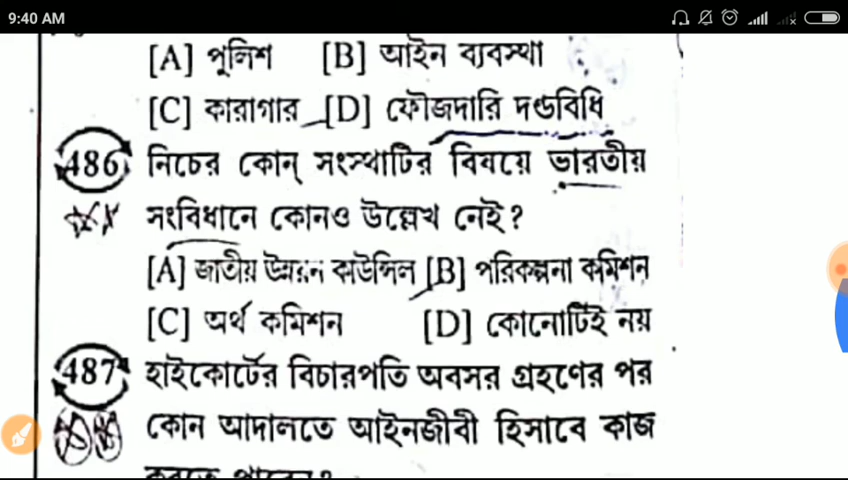 9:40 AM
[A] পুলিশ [B] আইন ব্যবস্থা
[C] কারাগার [D] ফৌজদারি দণ্ডবিধি
486 নিচের কোন্ সংস্থাটির বিষয়ে ভারতীয়
সংবিধানে কোনও উল্লেখ নেই?
[A] জাতীয় উন্নয়ন কাউন্সিল [B] পরিকল্পনা কমিশন
[C] অর্থ কমিশন [D] কোনোটিই নয়
487 হাইকোর্টের বিচারপতি অবসর গ্রহণের পর
কোন আদালতে আইনজীবী হিসাবে কাজ